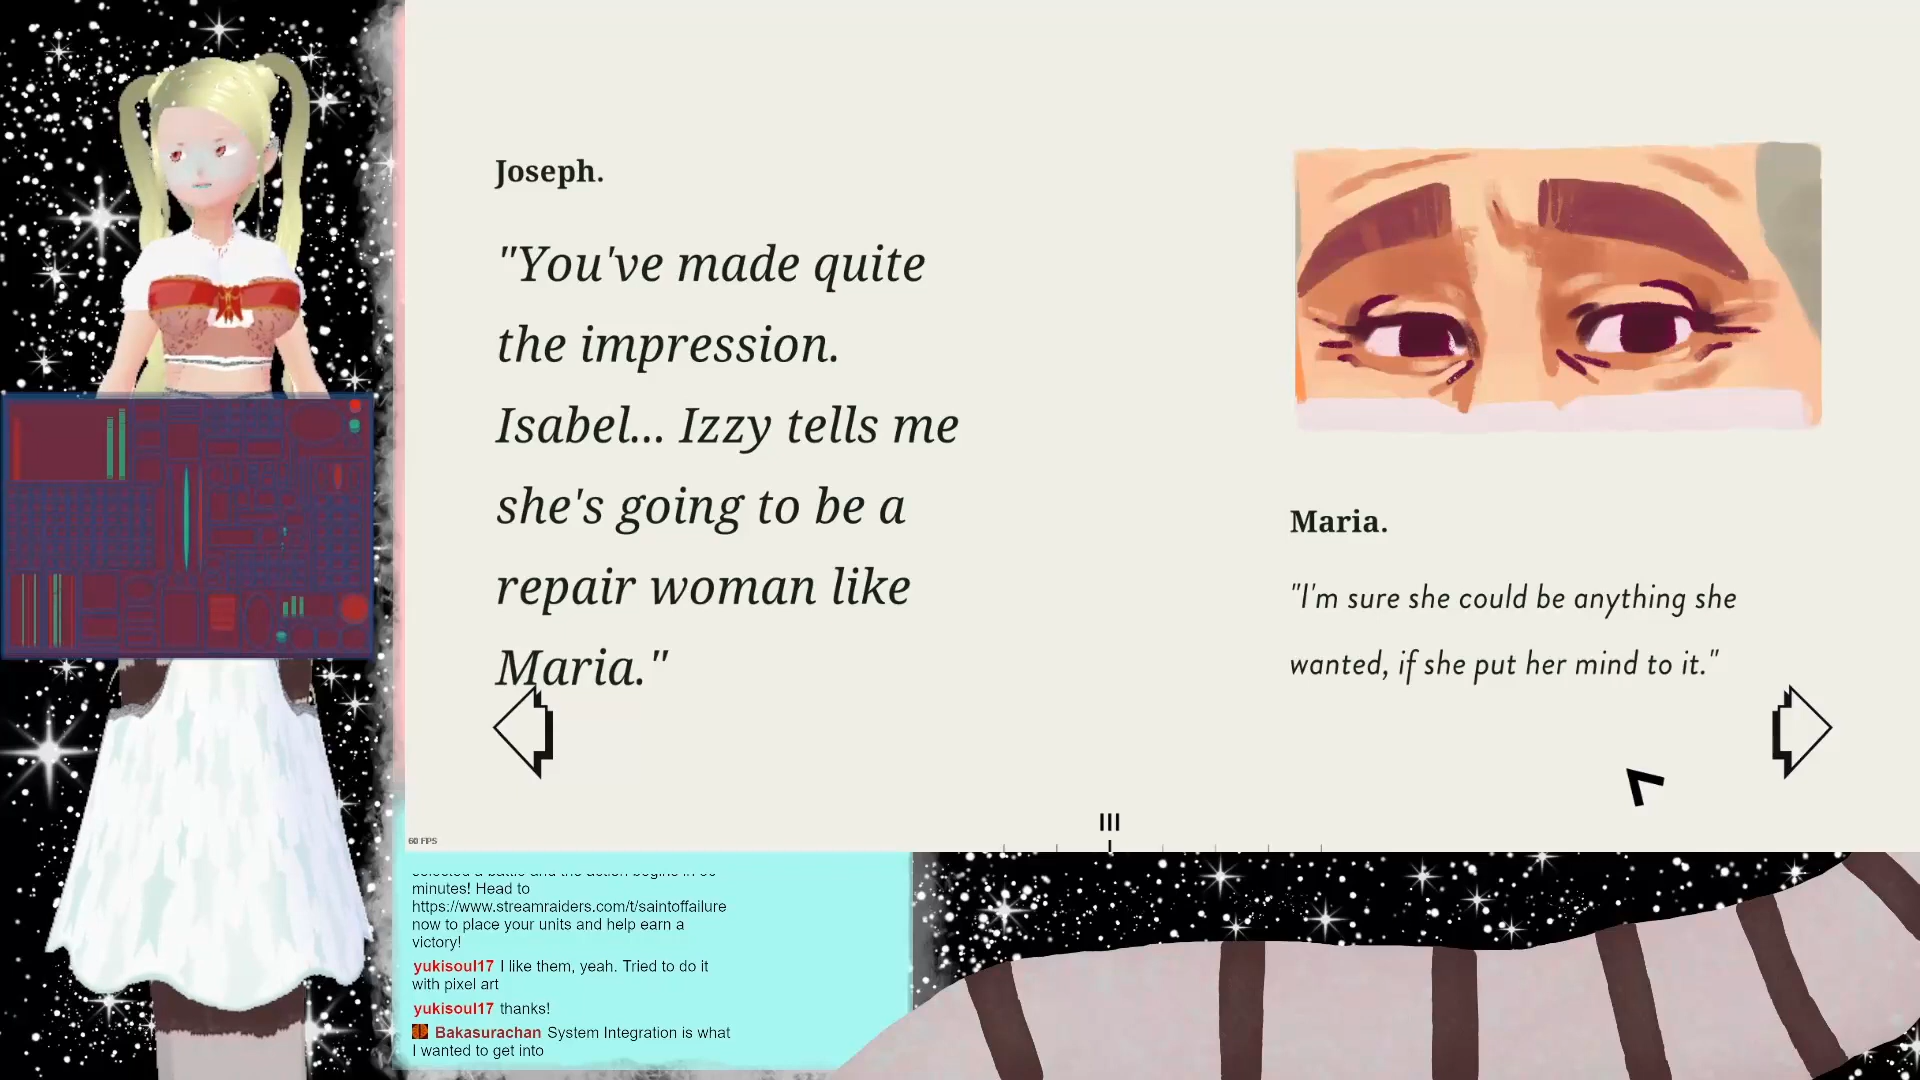 Joseph.
"You've made quite
the impression.
Isabel... Izzy tells me
she's going to be a
repair woman like
Maria."
Maria.
"I'm sure she could be anything she
wanted, if she put her mind to it."
III
60 FPS
minutes! Head to
https://www.streamraiders.com/t/saintoffailure
now to place your units and help earn a
victory!
yukisoul17 I like them, yeah. Tried to do it
with pixel art
yukisoul17 thanks!
Bakasurachan System Integration is what
I wanted to get into